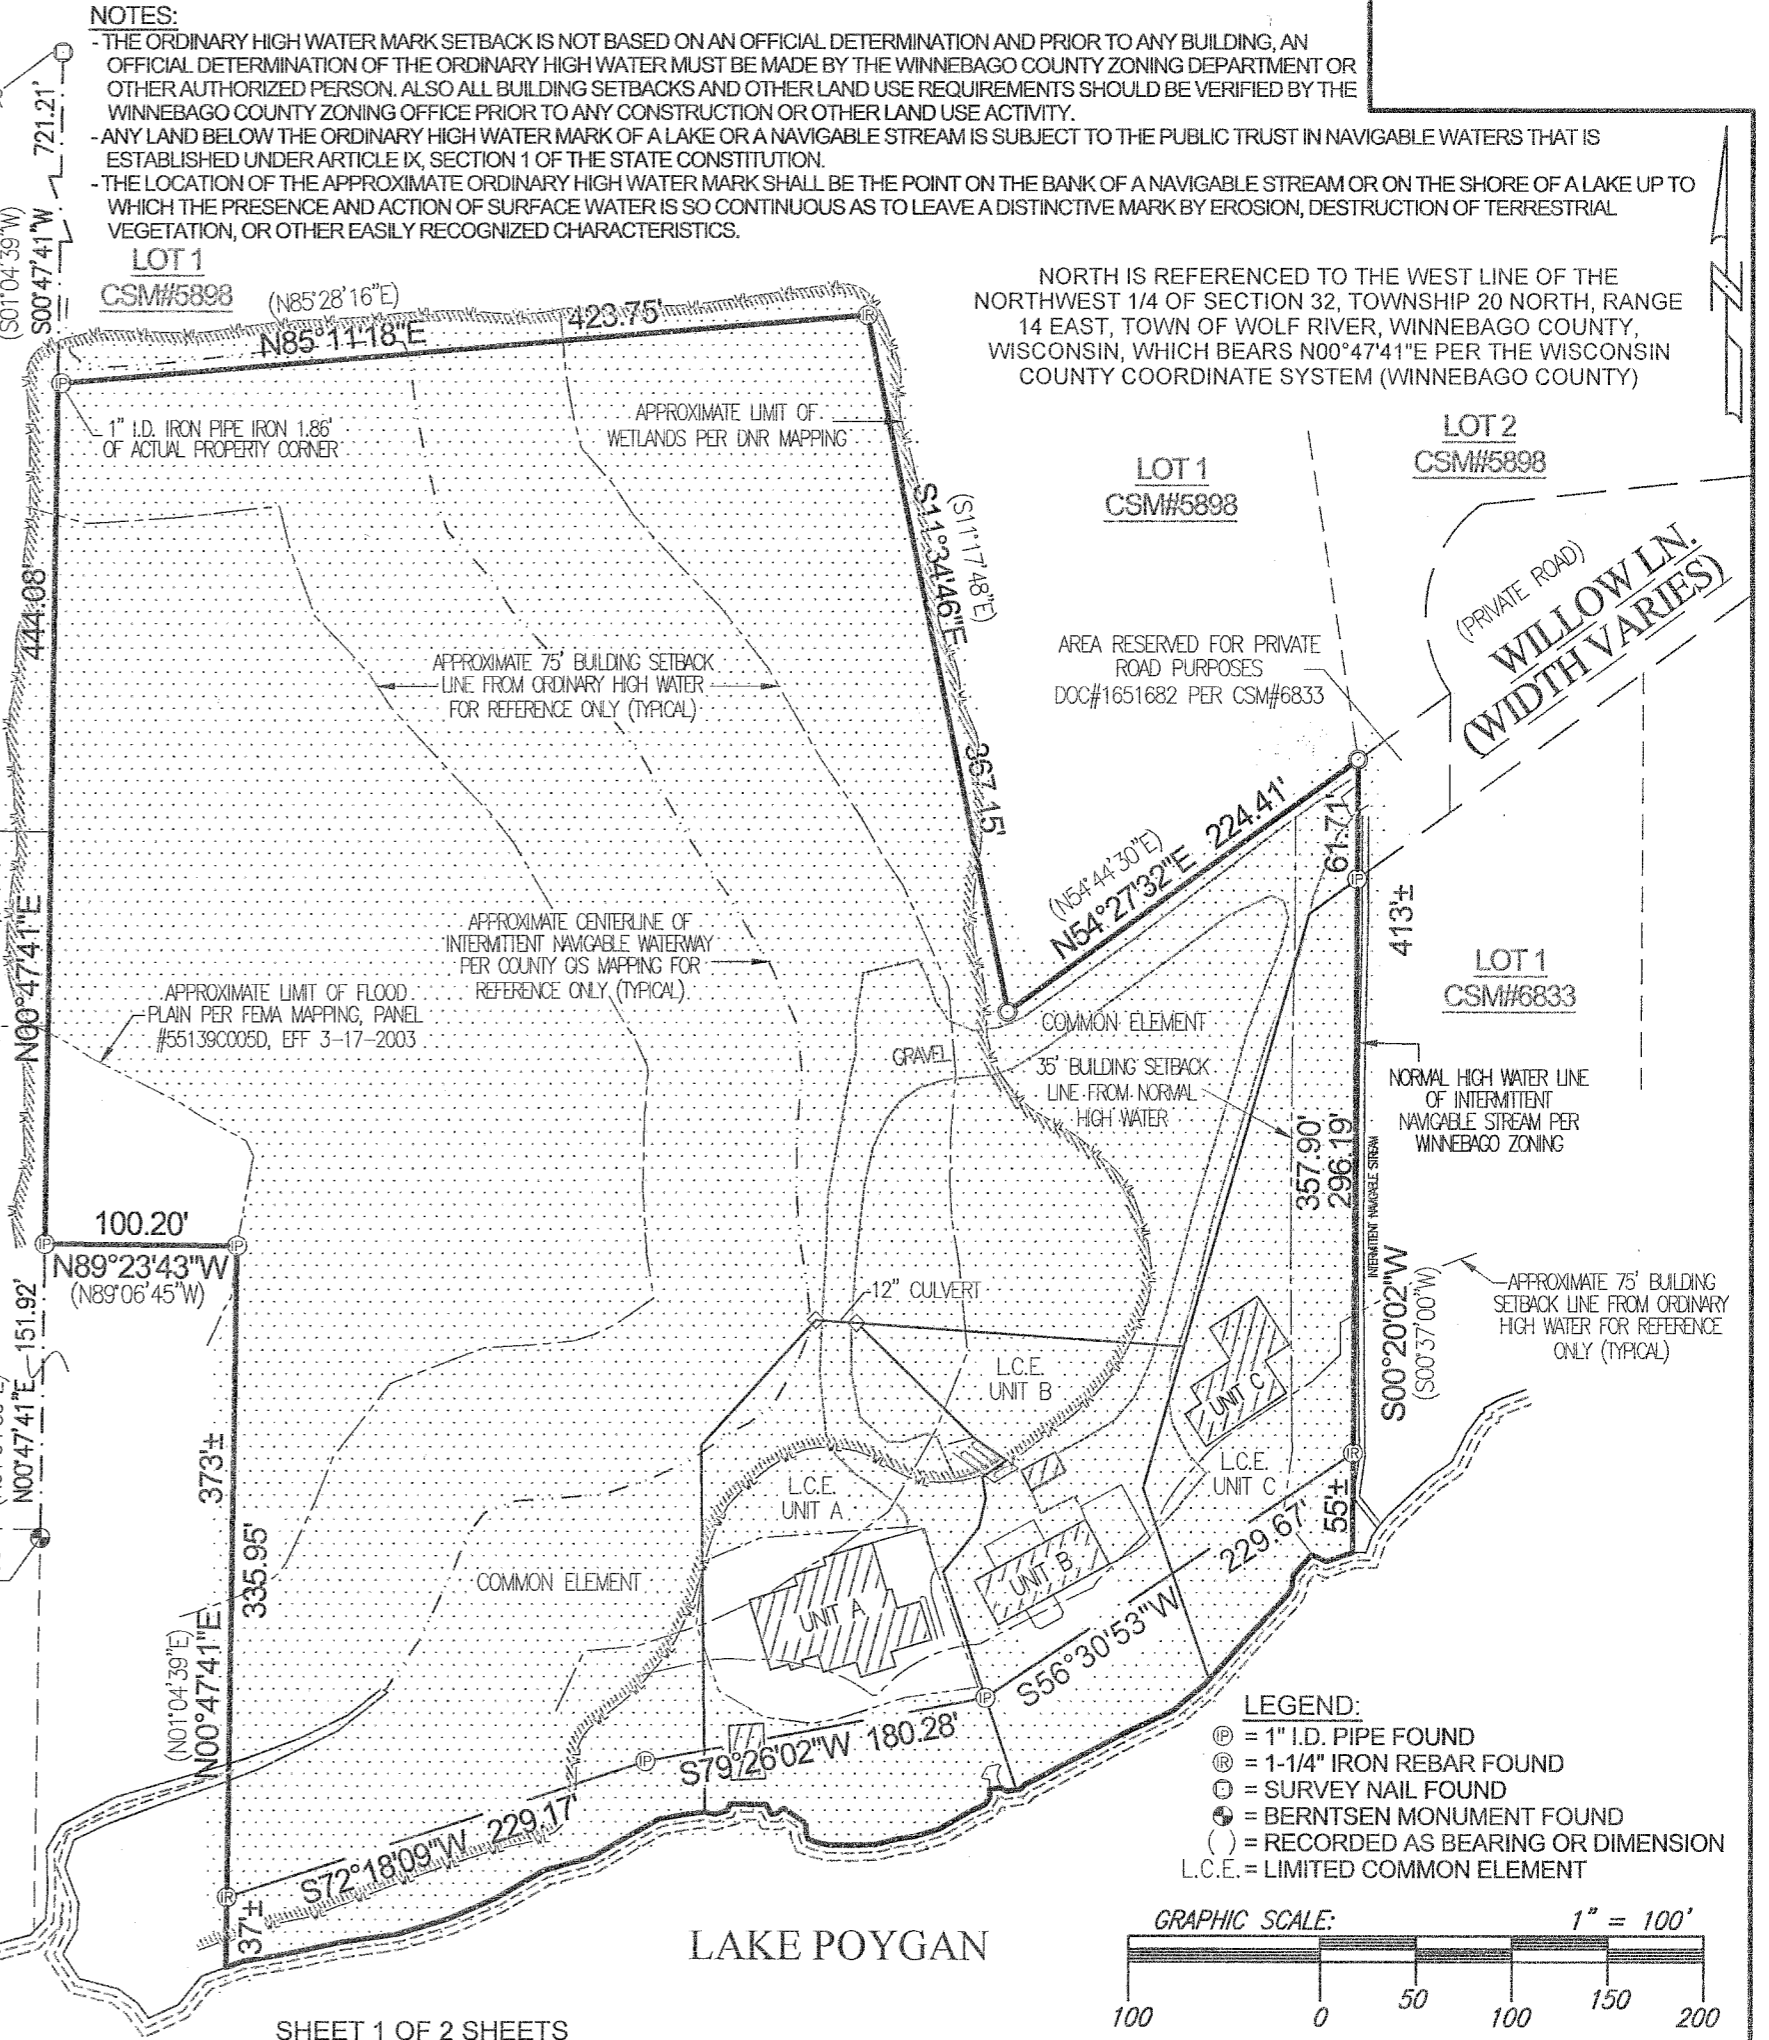 NOTES:
- THE ORDINARY HIGH WATER MARK SETBACK IS NOT BASED ON AN OFFICIAL DETERMINATION AND PRIOR TO ANY BUILDING, AN
OFFICIAL DETERMINATION OF THE ORDINARY HIGH WATER MUST BE MADE BY THE WINNEBAGO COUNTY ZONING DEPARTMENT OR
OTHER AUTHORIZED PERSON. ALSO ALL BUILDING SETBACKS AND OTHER LAND USE REQUIREMENTS SHOULD BE VERIFIED BY THE
WINNEBAGO COUNTY ZONING OFFICE PRIOR TO ANY CONSTRUCTION OR OTHER LAND USE ACTIVITY.
- ANY LAND BELOW THE ORDINARY HIGH WATER MARK OF A LAKE OR A NAVIGABLE STREAM IS SUBJECT TO THE PUBLIC TRUST IN NAVIGABLE WATERS THAT IS
ESTABLISHED UNDER ARTICLE IX, SECTION 1 OF THE STATE CONSTITUTION.
- THE LOCATION OF THE APPROXIMATE ORDINARY HIGH WATER MARK SHALL BE THE POINT ON THE BANK OF A NAVIGABLE STREAM OR ON THE SHORE OF A LAKE UP TO
WHICH THE PRESENCE AND ACTION OF SURFACE WATER IS SO CONTINUOUS AS TO LEAVE A DISTINCTIVE MARK BY EROSION, DESTRUCTION OF TERRESTRIAL
VEGETATION, OR OTHER EASILY RECOGNIZED CHARACTERISTICS.
721.21'
S00°47'41"W
(S01°04'39"W)
LOT 1
CSM#5898
(N85°28'16"E)
N85°11'18"E
423.75'
N
NORTH IS REFERENCED TO THE WEST LINE OF THE
NORTHWEST 1/4 OF SECTION 32, TOWNSHIP 20 NORTH, RANGE
14 EAST, TOWN OF WOLF RIVER, WINNEBAGO COUNTY,
WISCONSIN, WHICH BEARS N00°47'41"E PER THE WISCONSIN
COUNTY COORDINATE SYSTEM (WINNEBAGO COUNTY)
1" I.D. IRON PIPE IRON 1.86'
OF ACTUAL PROPERTY CORNER
APPROXIMATE LIMIT OF
WETLANDS PER DNR MAPPING
LOT 1
CSM#5898
LOT 2
CSM#5898
S11°34'46"E
(S11°17'48"E)
367.15'
(PRIVATE ROAD)
WILLOW LN.
(WIDTH VARIES)
AREA RESERVED FOR PRIVATE
ROAD PURPOSES
DOC#1651682 PER CSM#6833
444.08'
N00°47'41"E
APPROXIMATE 75' BUILDING SETBACK
LINE FROM ORDINARY HIGH WATER
FOR REFERENCE ONLY (TYPICAL)
(N54°44'30"E)
N54°27'32"E 224.41'
61.71'
413'±
LOT 1
CSM#6833
APPROXIMATE CENTERLINE OF
INTERMITTENT NAVIGABLE WATERWAY
PER COUNTY GIS MAPPING FOR
REFERENCE ONLY (TYPICAL)
APPROXIMATE LIMIT OF FLOOD
PLAIN PER FEMA MAPPING, PANEL
#55139C005D, EFF 3-17-2003
COMMON ELEMENT
GRAVEL
35' BUILDING SETBACK
LINE FROM NORMAL
HIGH WATER
NORMAL HIGH WATER LINE
OF INTERMITTENT
NAVIGABLE STREAM PER
WINNEBAGO ZONING
357.90'
296.19'
INTERMITTENT NAVIGABLE STREAM
S00°20'02"W
(S00°37'00"W)
100.20'
N89°23'43"W
(N89°06'45"W)
N00°47'41"E 151.92'
12" CULVERT
APPROXIMATE 75' BUILDING
SETBACK LINE FROM ORDINARY
HIGH WATER FOR REFERENCE
ONLY (TYPICAL)
L.C.E.
UNIT B
UNIT C
L.C.E.
UNIT C
L.C.E.
UNIT A
373'±
335.95'
N00°47'41"E
(N01°04'39"E)
COMMON ELEMENT
UNIT A
UNIT B
229.67'
S56°30'53"W
55'±
S79°26'02"W 180.28'
S72°18'09"W 229.17'
37'±
LEGEND:
IP = 1" I.D. PIPE FOUND
IR = 1-1/4" IRON REBAR FOUND
= SURVEY NAIL FOUND
= BERNTSEN MONUMENT FOUND
( ) = RECORDED AS BEARING OR DIMENSION
L.C.E. = LIMITED COMMON ELEMENT
LAKE POYGAN
GRAPHIC SCALE: 1" = 100'
100 0 50 100 150 200
SHEET 1 OF 2 SHEETS